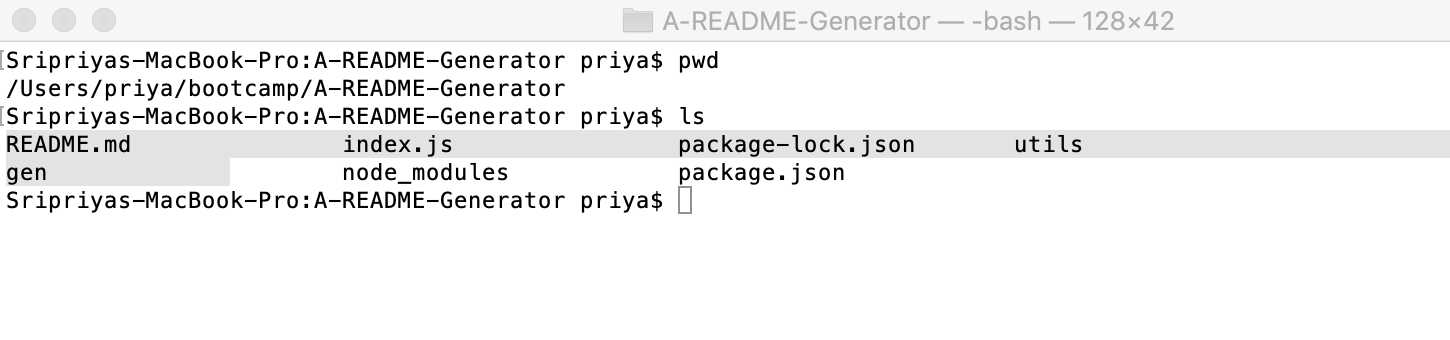 A-README-Generator — -bash — 128×42
[Sripriyas-MacBook-Pro:A-README-Generator priya$ pwd
/Users/priya/bootcamp/A-README-Generator
[Sripriyas-MacBook-Pro:A-README-Generator priya$ ls
README.md index.js package-lock.json utils
gen node_modules package.json
Sripriyas-MacBook-Pro:A-README-Generator priya$